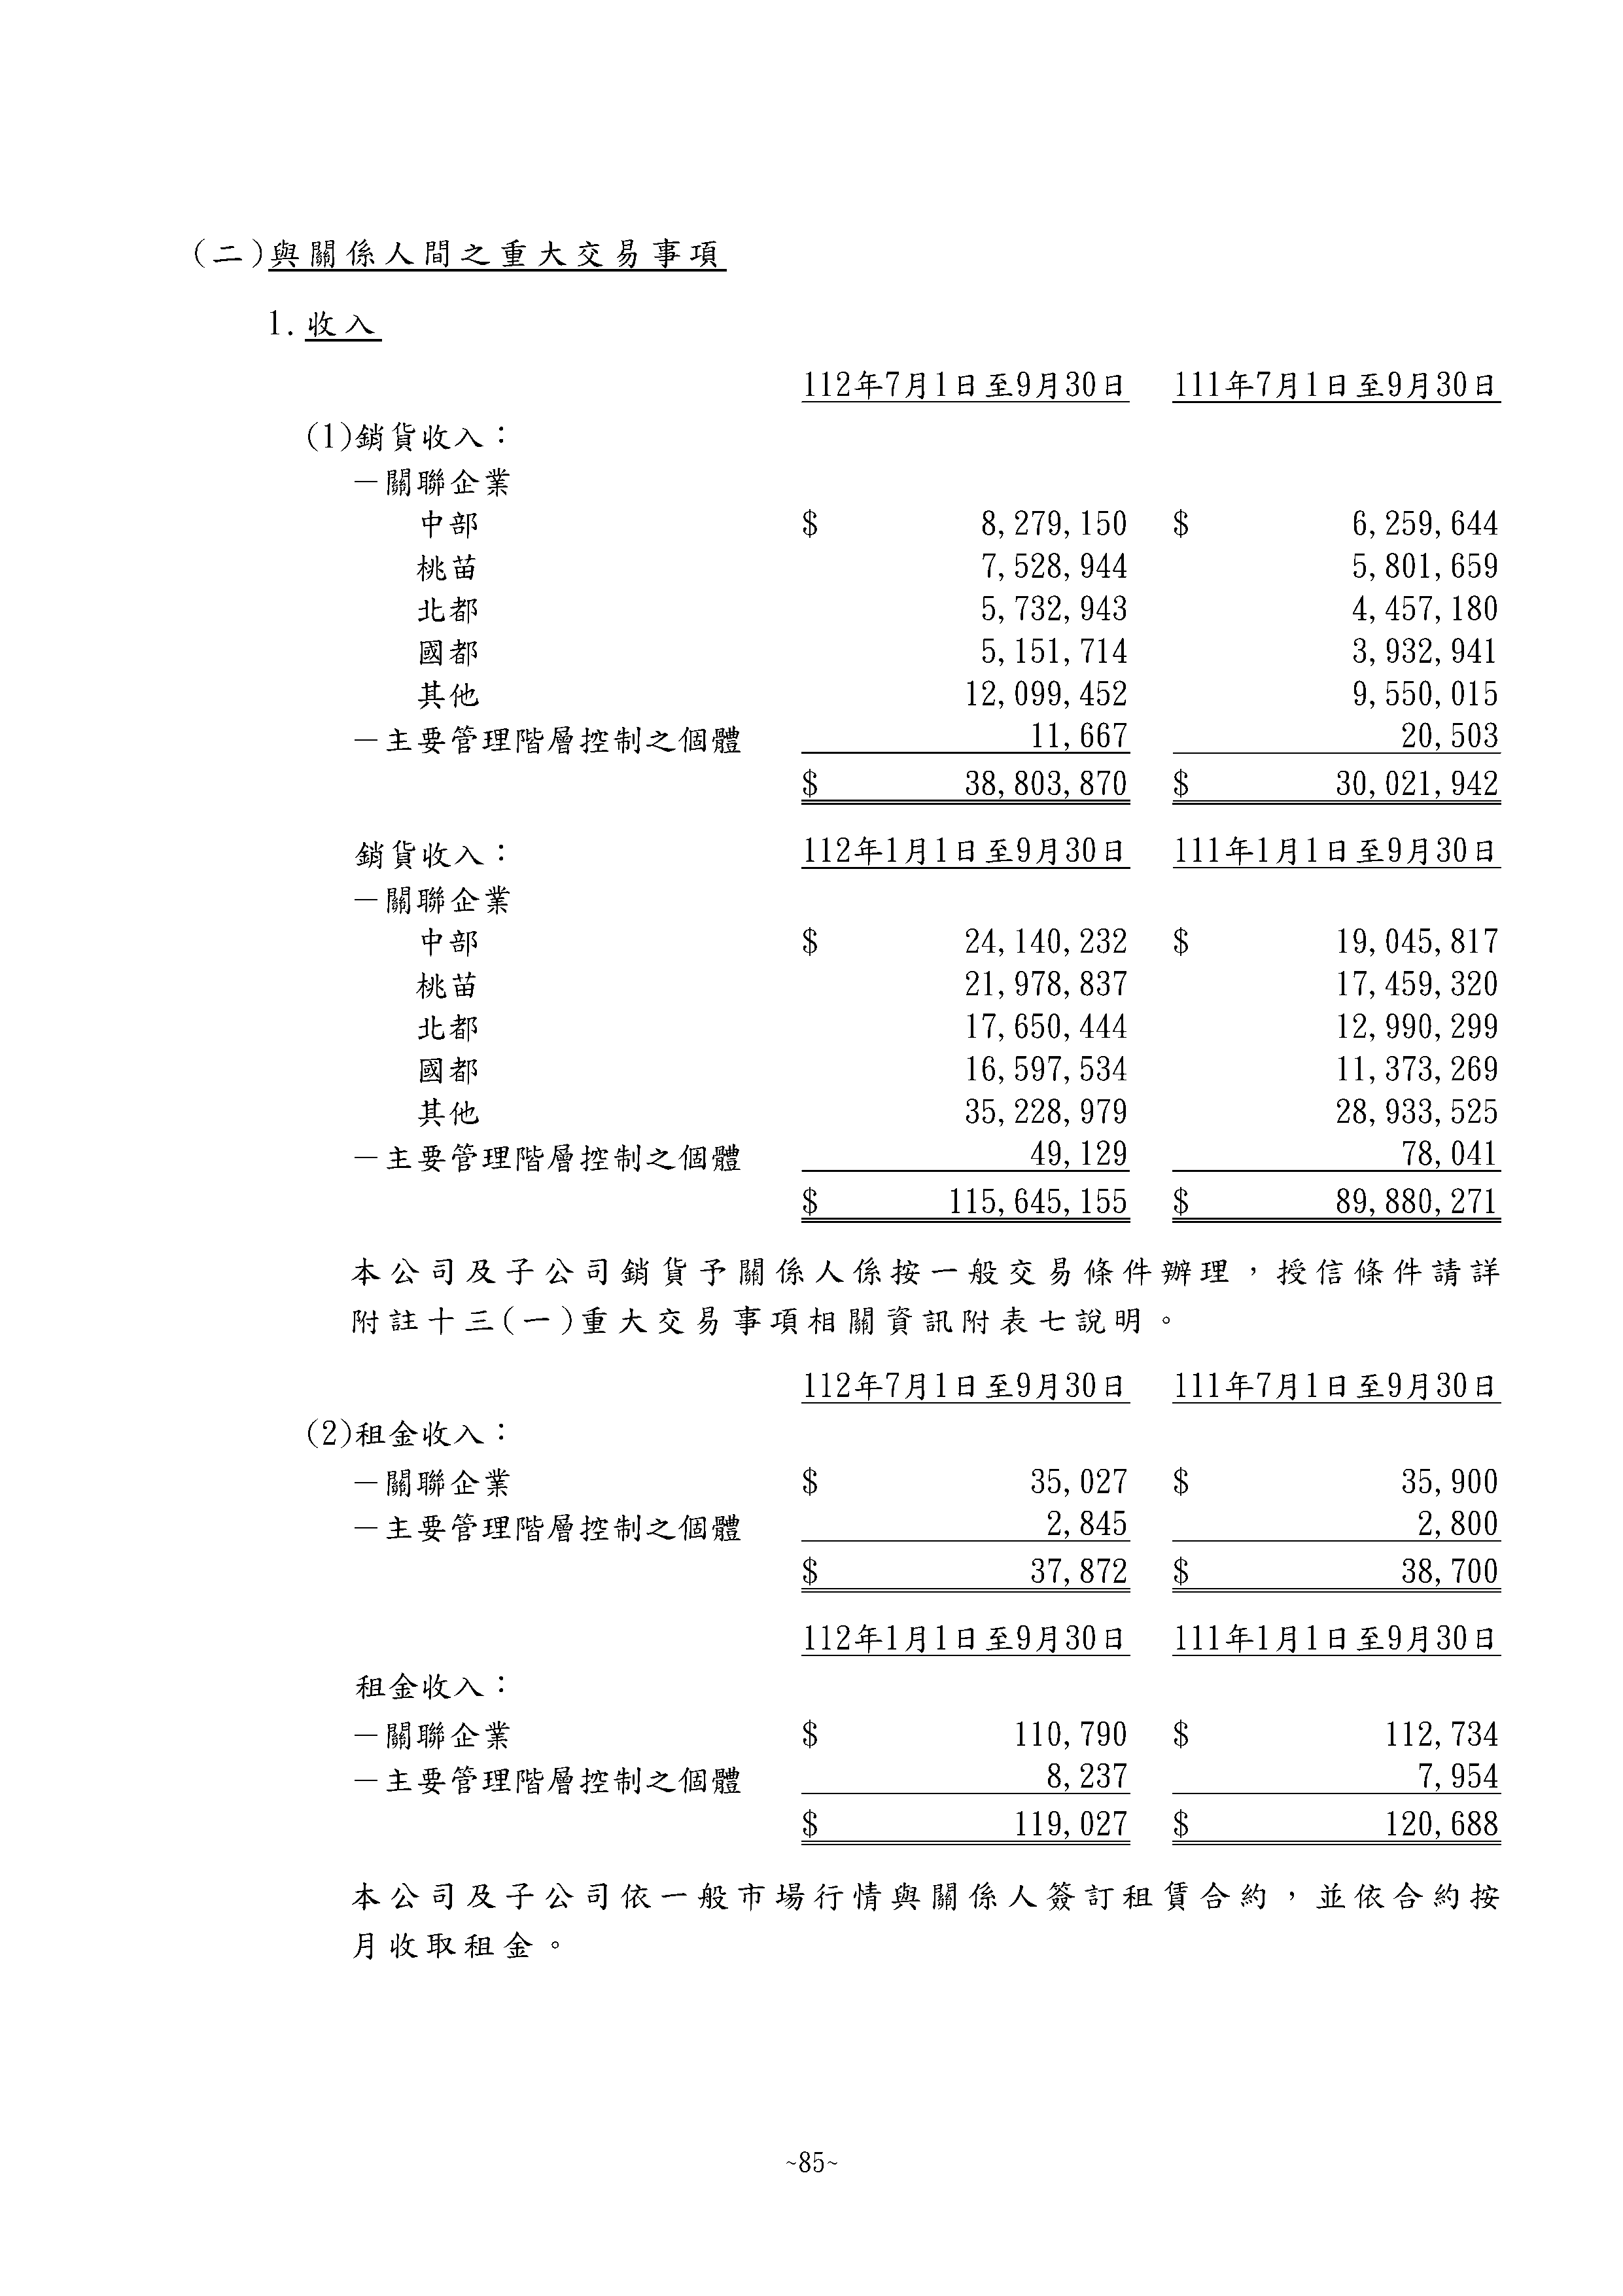 (二)與關係人間之重大交易事項
1.收入
112年7月1日至9月30日 111年7月1日至9月30日
(1)銷貨收入：
－關聯企業
中部 $ 8,279,150 $ 6,259,644
桃苗 7,528,944 5,801,659
北都 5,732,943 4,457,180
國都 5,151,714 3,932,941
其他 12,099,452 9,550,015
－主要管理階層控制之個體 11,667 20,503
$ 38,803,870 $ 30,021,942
銷貨收入： 112年1月1日至9月30日 111年1月1日至9月30日
－關聯企業
中部 $ 24,140,232 $ 19,045,817
桃苗 21,978,837 17,459,320
北都 17,650,444 12,990,299
國都 16,597,534 11,373,269
其他 35,228,979 28,933,525
－主要管理階層控制之個體 49,129 78,041
$ 115,645,155 $ 89,880,271
本公司及子公司銷貨予關係人係按一般交易條件辦理，授信條件請詳
附註十三(一)重大交易事項相關資訊附表七說明。
112年7月1日至9月30日 111年7月1日至9月30日
(2)租金收入：
－關聯企業 $ 35,027 $ 35,900
－主要管理階層控制之個體 2,845 2,800
$ 37,872 $ 38,700
112年1月1日至9月30日 111年1月1日至9月30日
租金收入：
－關聯企業 $ 110,790 $ 112,734
－主要管理階層控制之個體 8,237 7,954
$ 119,027 $ 120,688
本公司及子公司依一般市場行情與關係人簽訂租賃合約，並依合約按
月收取租金。
~85~